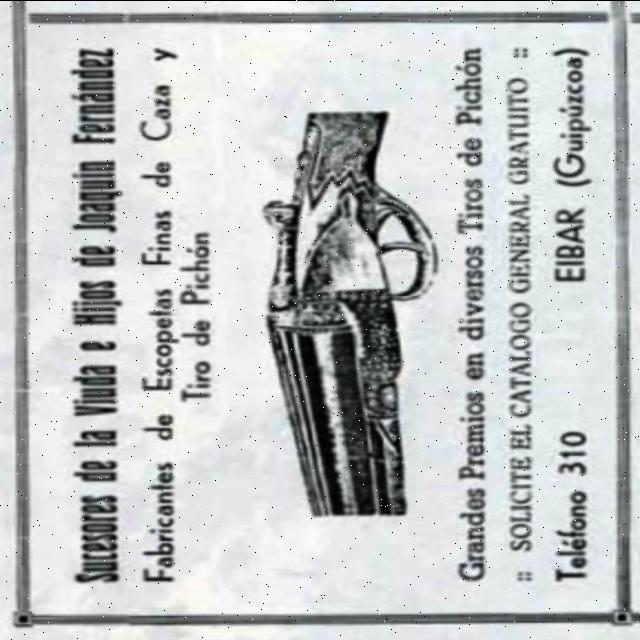 Sucesores de la Viuda e Hijos de Joaquín Fernández
Fabricantes de Escopetas Finas de Caza y
Tiro de Pichón
Grandes Premios en diversos Tiros de Pichón
:: SOLICITE EL CATALOGO GENERAL GRATUITO ::
Teléfono 310 EIBAR (Guipúzcoa)